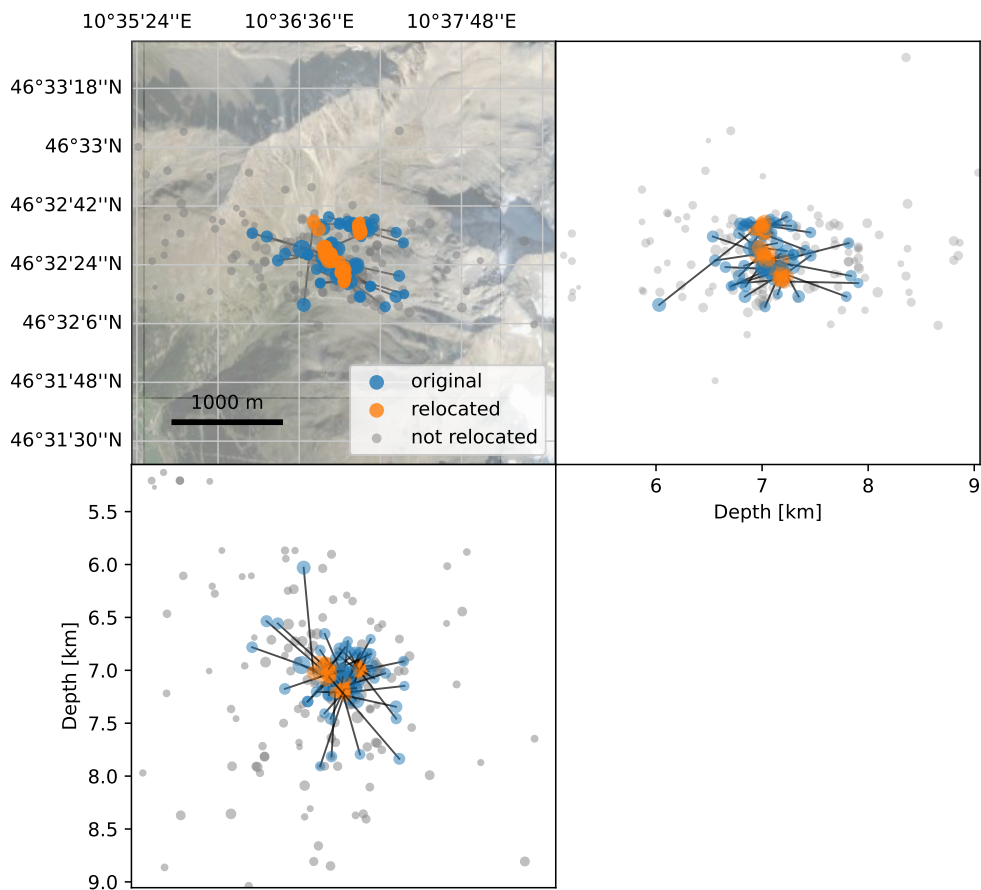 10°35'24''E 10°36'36''E 10°37'48''E
46°33'18''N
46°33'N
46°32'42''N
46°32'24''N
46°32'6''N
46°31'48''N
46°31'30''N
1000 m
original
relocated
not relocated
6 7 8 9
Depth [km]
5.5
6.0
6.5
7.0
7.5
8.0
8.5
9.0
Depth [km]